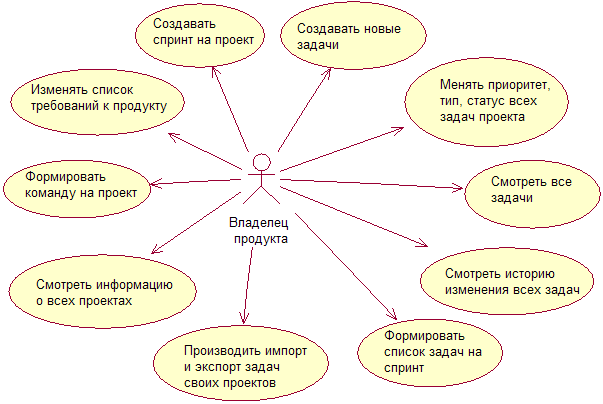 Создавать
спринт на проект
Создавать новые
задачи
Изменять список
требований к продукту
Менять приоритет,
тип, статус всех
задач проекта
Формировать
команду на проект
Смотреть все
задачи
Владелец
продукта
Смотреть информацию
о всех проектах
Смотреть историю
изменения всех задач
Производить импорт
и экспорт задач
своих проектов
Формировать
список задач на
спринт